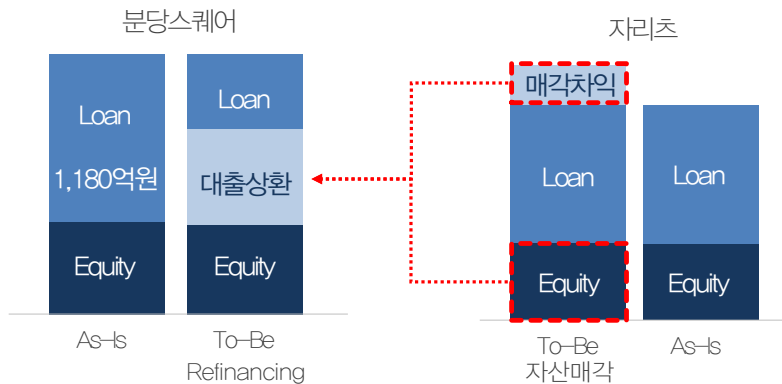 분당스퀘어
Loan
1,180억원
Equity
As-Is
Loan
대출상환
Equity
To-Be
Refinancing
자리츠
매각차익
Loan
Equity
To-Be
자산매각
Loan
Equity
As-Is